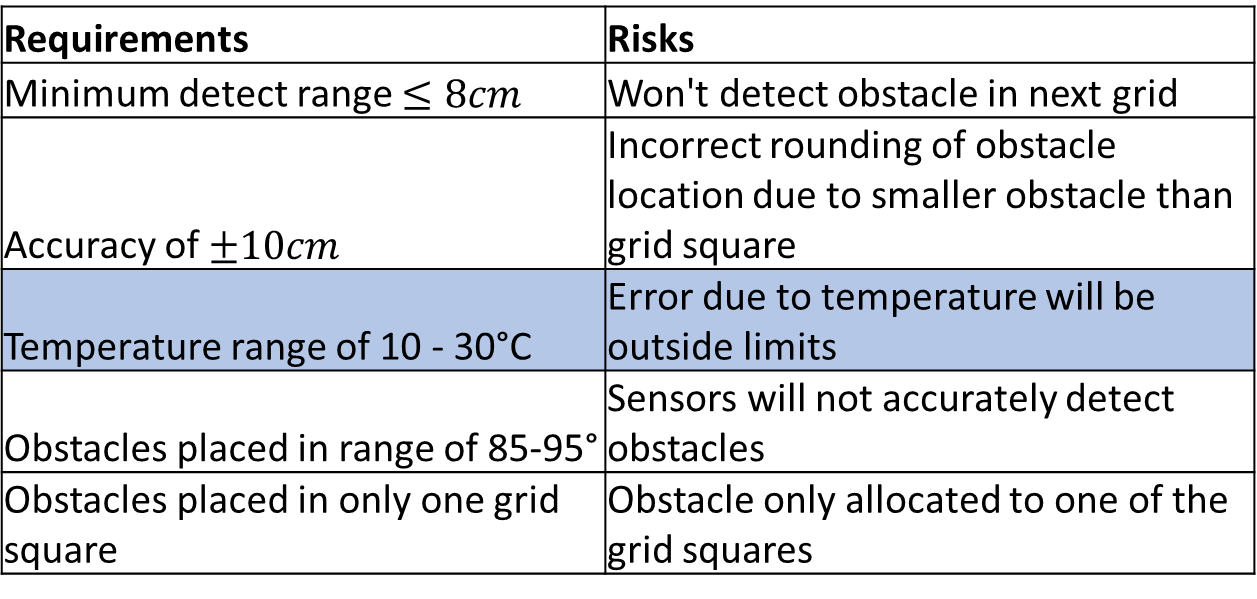 Requirements
Risks
Minimum detect range ≤ 8cm
Won't detect obstacle in next grid
Accuracy of ±10cm
Incorrect rounding of obstacle
location due to smaller obstacle than
grid square
Temperature range of 10 - 30°C
Error due to temperature will be
outside limits
Obstacles placed in range of 85-95°
Sensors will not accurately detect
obstacles
Obstacles placed in only one grid
square
Obstacle only allocated to one of the
grid squares